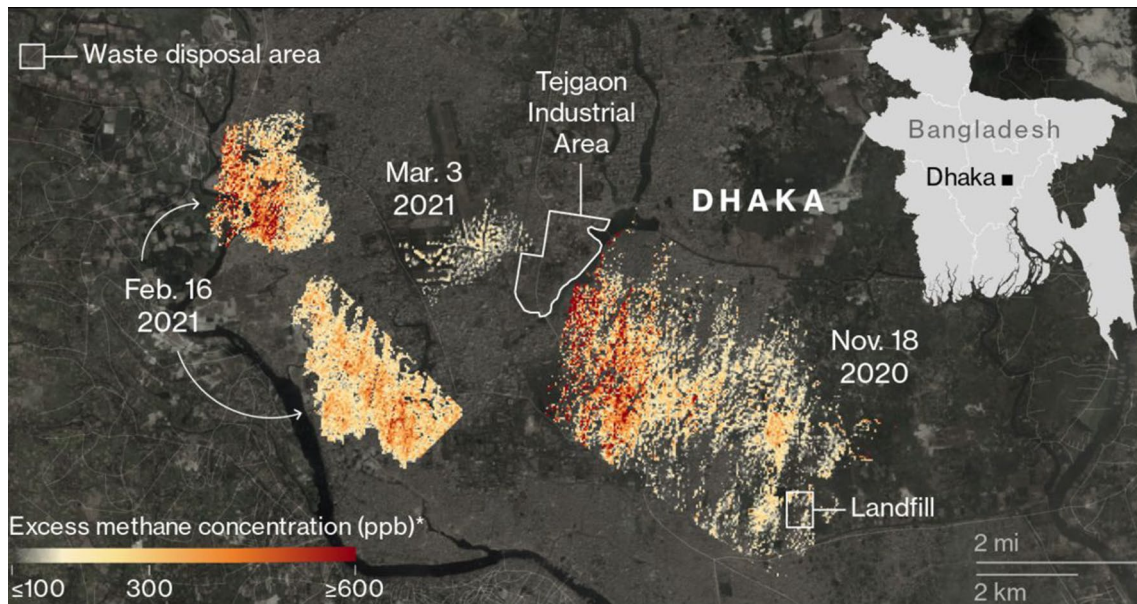 Waste disposal area
Tejgaon
Industrial
Area
Bangladesh
Dhaka
Mar. 3
2021
DHAKA
Feb. 16
2021
Nov. 18
2020
Landfill
Excess methane concentration (ppb)*
≤100 300 ≥600
2 mi
2 km